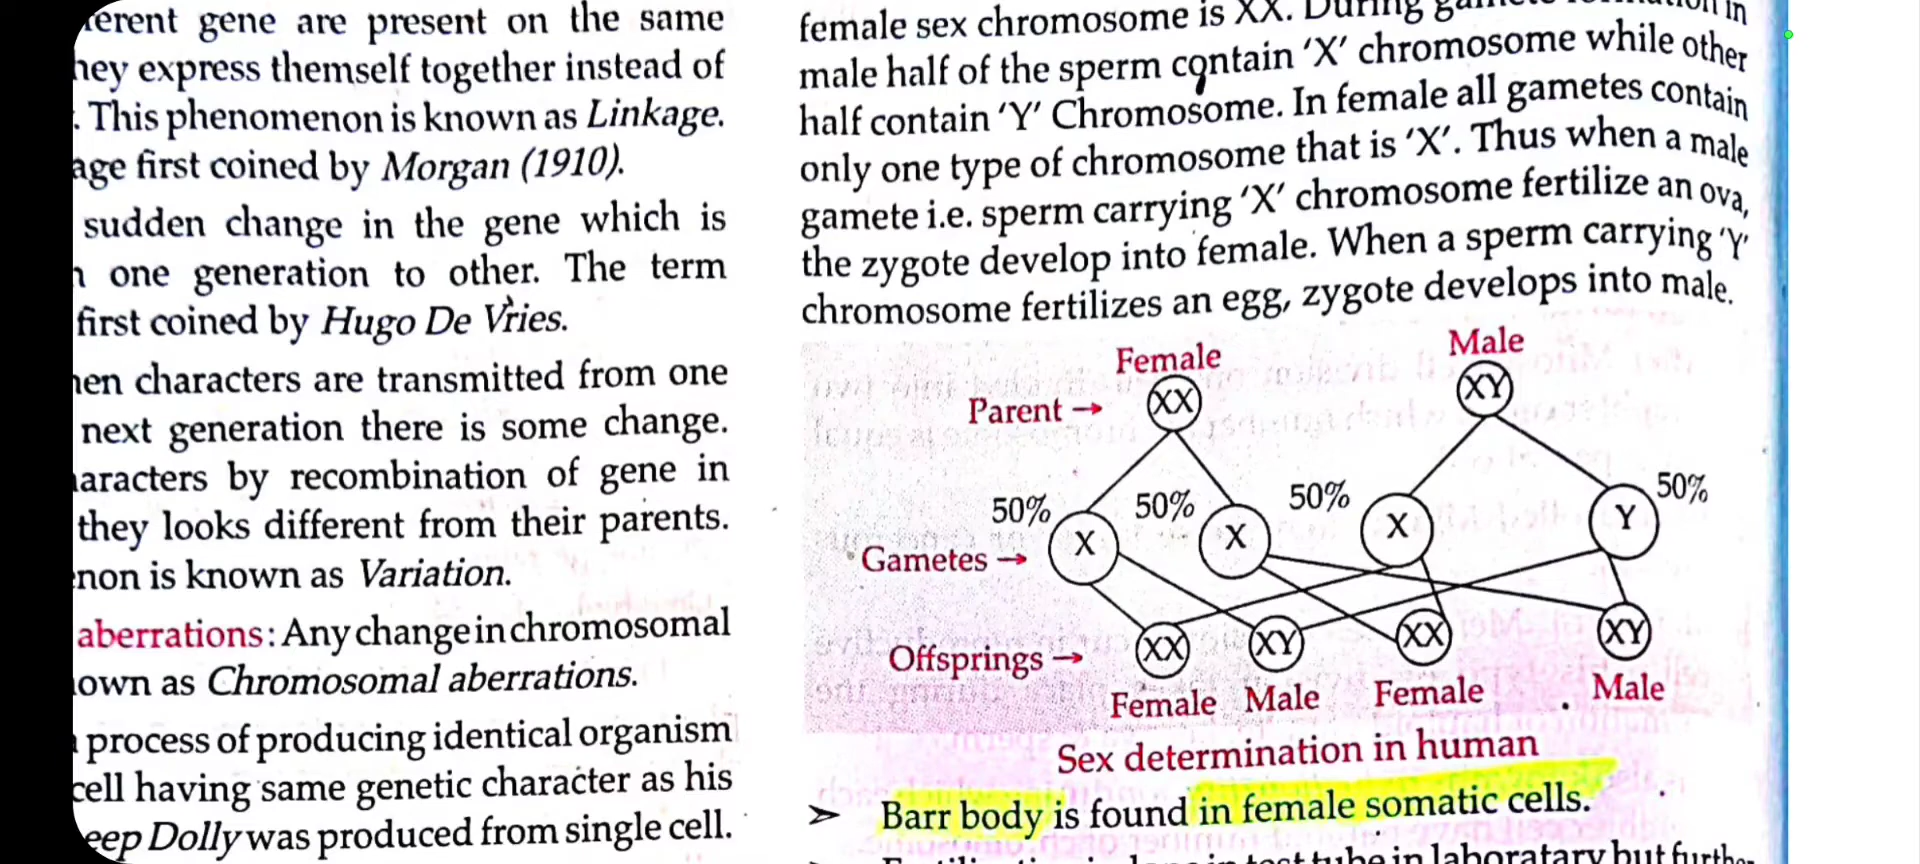 gene are present on the same
express themself together instead of
. This phenomenon is known as Linkage.
first coined by Morgan (1910).
sudden change in the gene which is
one generation to other. The term
first coined by Hugo De Vries.
characters are transmitted from one
next generation there is some change.
by recombination of gene in
they looks different from their parents.
is known as Variation.
aberrations: Any change in chromosomal
as Chromosomal aberrations.
process of producing identical organism
cell having same genetic character as his
Dolly was produced from single cell.
female sex chromosome is XX. During
male half of the sperm contain 'X' chromosome while other
half contain 'Y' Chromosome. In female all gametes contain
only one type of chromosome that is 'X'. Thus when a male
gamete i.e. sperm carrying 'X' chromosome fertilize an ova,
the zygote develop into female. When a sperm carrying 'Y'
chromosome fertilizes an egg, zygote develops into male.
Female Male
Parent → XX XY
50% 50% 50% 50%
Gametes → X X X Y
Offsprings → XX XY XX XY
Female Male Female Male
Sex determination in human
➢ Barr body is found in female somatic cells.
in laboratary but